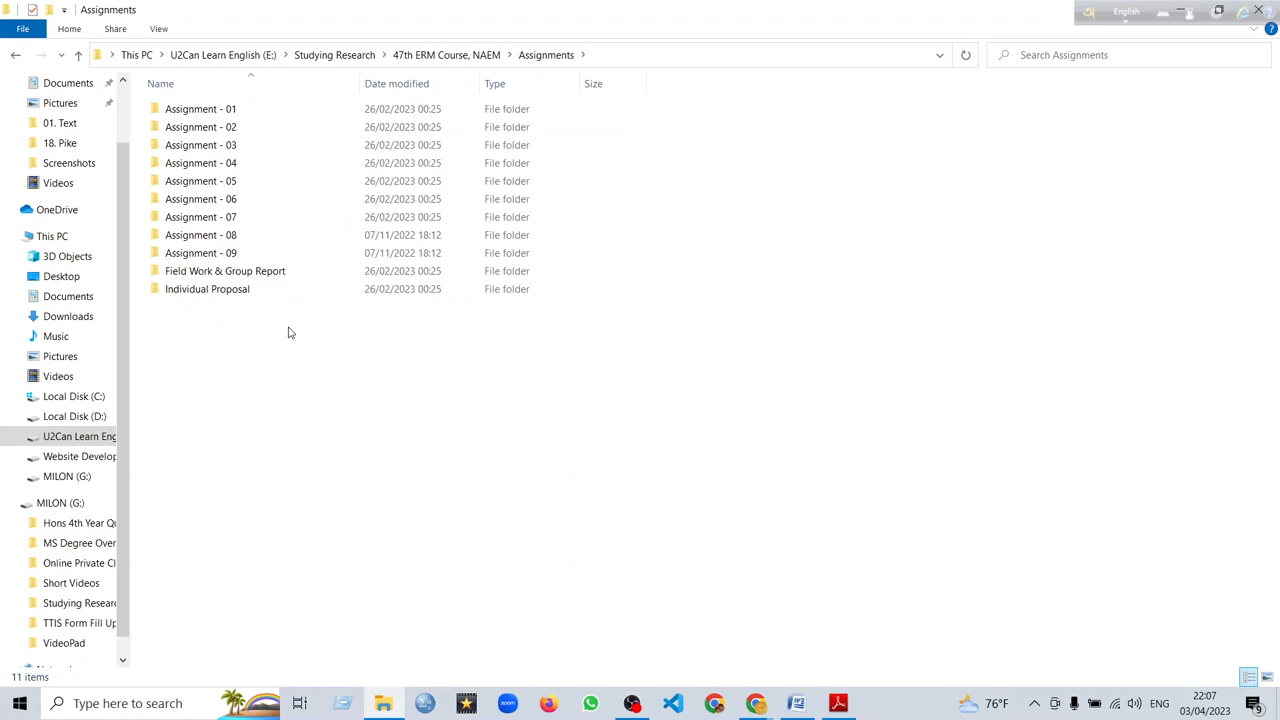 Assignments
English
File Home Share View
This PC U2Can Learn English (E:) Studying Research 47th ERM Course, NAEM Assignments
Search Assignments
Name Date modified Type Size
Assignment - 01 26/02/2023 00:25 File folder
Assignment - 02 26/02/2023 00:25 File folder
Assignment - 03 26/02/2023 00:25 File folder
Assignment - 04 26/02/2023 00:25 File folder
Assignment - 05 26/02/2023 00:25 File folder
Assignment - 06 26/02/2023 00:25 File folder
Assignment - 07 26/02/2023 00:25 File folder
Assignment - 08 07/11/2022 18:12 File folder
Assignment - 09 07/11/2022 18:12 File folder
Field Work & Group Report 26/02/2023 00:25 File folder
Individual Proposal 26/02/2023 00:25 File folder
Documents
Pictures
01. Text
18. Pike
Screenshots
Videos
OneDrive
This PC
3D Objects
Desktop
Documents
Downloads
Music
Pictures
Videos
Local Disk (C:)
Local Disk (D:)
U2Can Learn Eng
Website Develop
MILON (G:)
MILON (G:)
Hons 4th Year Qu
MS Degree Over
Online Private Cl
Short Videos
Studying Researc
TTIS Form Fill Up
VideoPad
11 items
Type here to search
zoom
76°F
ENG
22:07
03/04/2023
9